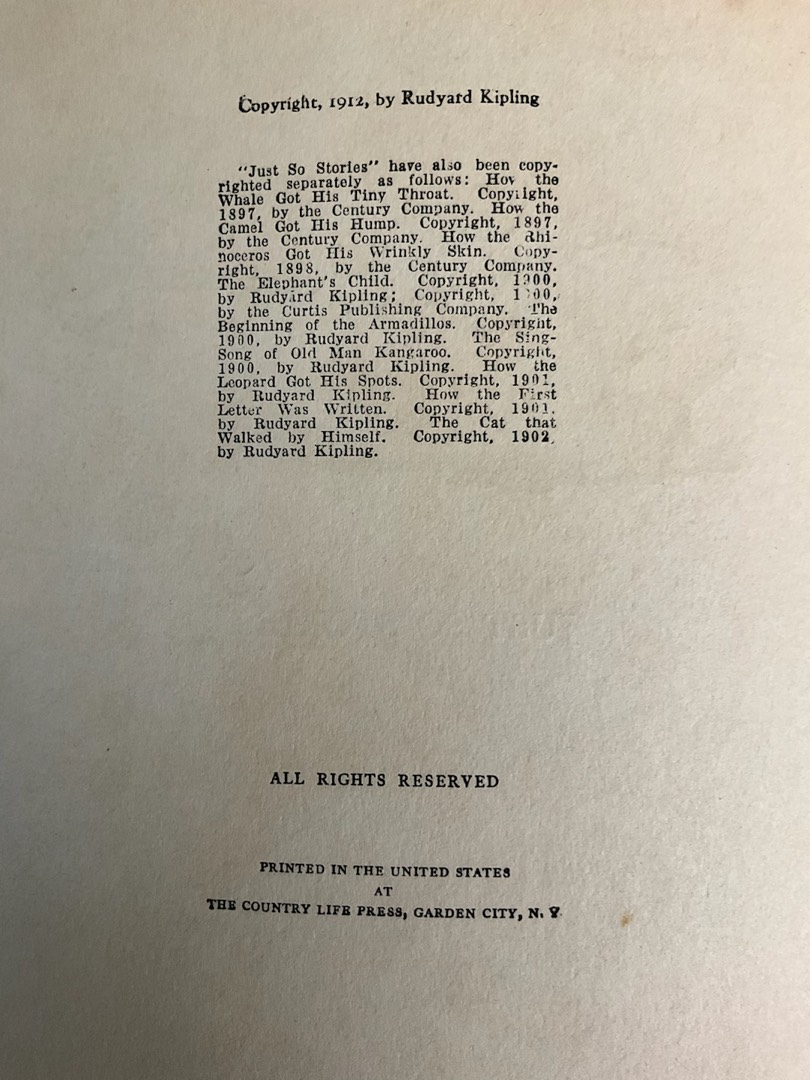 Copyright, 1912, by Rudyard Kipling
"Just So Stories" have also been copy-
righted separately as follows: How the
Whale Got His Tiny Throat. Copyright,
1897, by the Century Company. How the
Camel Got His Hump. Copyright, 1897,
by the Century Company. How the Rhi-
noceros Got His Wrinkly Skin. Copy-
right, 1898, by the Century Company.
The Elephant's Child. Copyright, 1900,
by Rudyard Kipling; Copyright, 1900,
by the Curtis Publishing Company. The
Beginning of the Armadillos. Copyright,
1900, by Rudyard Kipling. The Sing-
Song of Old Man Kangaroo. Copyright,
1900, by Rudyard Kipling. How the
Leopard Got His Spots. Copyright, 1901,
by Rudyard Kipling. How the First
Letter Was Written. Copyright, 1901,
by Rudyard Kipling. The Cat that
Walked by Himself. Copyright, 1902,
by Rudyard Kipling.
ALL RIGHTS RESERVED
PRINTED IN THE UNITED STATES
AT
THE COUNTRY LIFE PRESS, GARDEN CITY, N. Y.